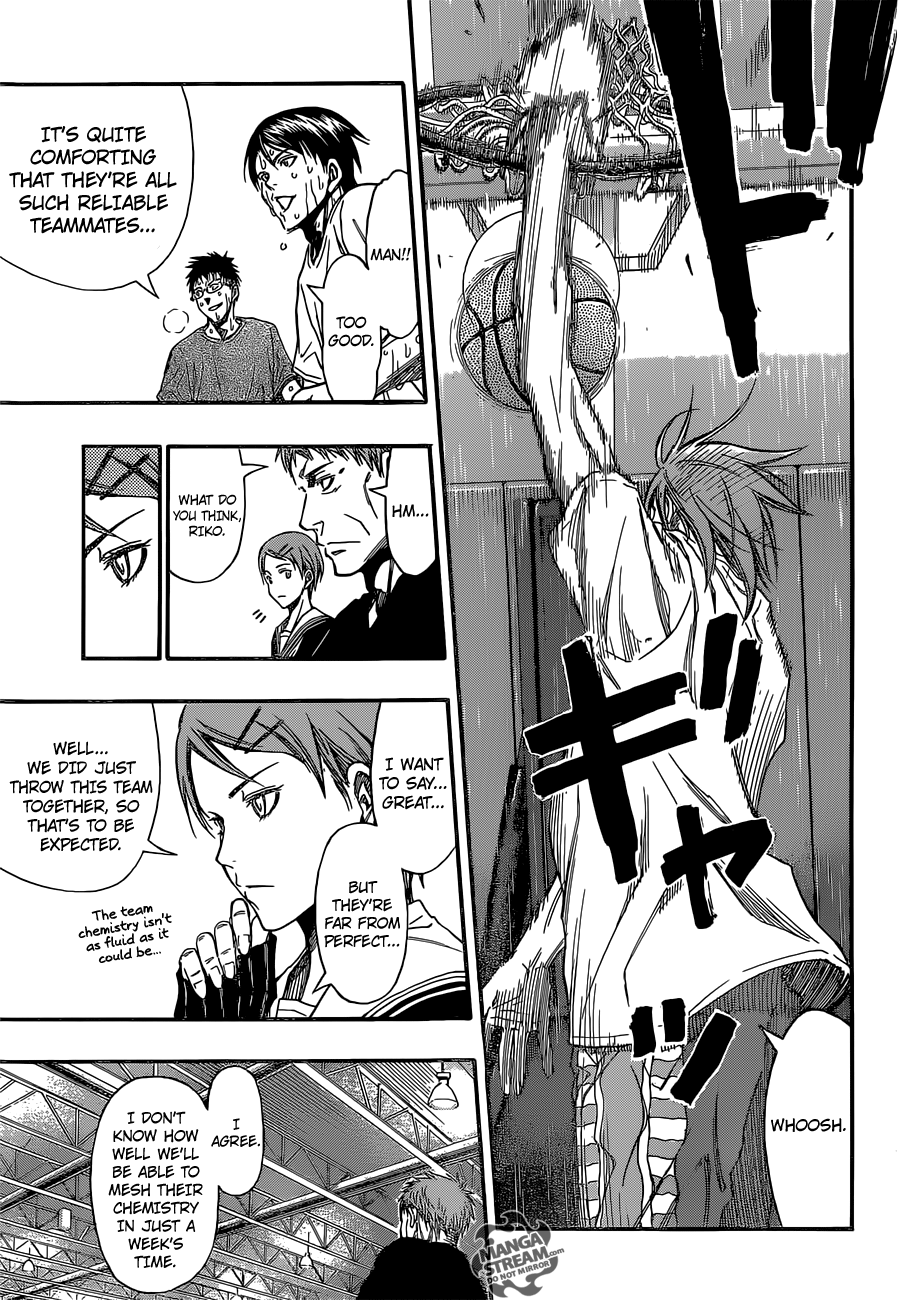 ド
ギャ
WHOOSH.
MAN!!
TOO
GOOD.
IT'S QUITE
COMFORTING
THAT THEY'RE ALL
SUCH RELIABLE
TEAMMATES...
HM...
WHAT DO
YOU THINK,
RIKO.
I WANT
TO SAY...
GREAT...
BUT
THEY'RE
FAR FROM
PERFECT...
WELL...
WE DID JUST
THROW THIS TEAM
TOGETHER, SO
THAT'S TO BE
EXPECTED.
The team
chemistry isn't
as fluid as it
could be...
I
AGREE.
I DON'T
KNOW HOW
WELL WE'LL
BE ABLE TO
MESH THEIR
CHEMISTRY
IN JUST A
WEEK'S
TIME.
MANGA
STREAM.com
DO NOT MIRROR!